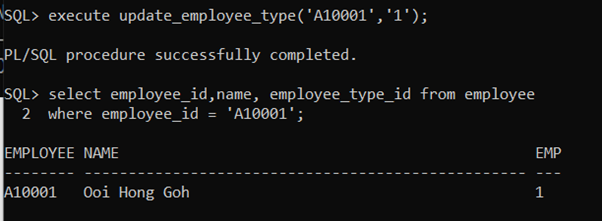 SQL> execute update_employee_type('A10001','1');
PL/SQL procedure successfully completed.
SQL> select employee_id,name, employee_type_id from employee
  2  where employee_id = 'A10001';
EMPLOYEE NAME                                               EMP
-------- -------------------------------------------------- ---
A10001   Ooi Hong Goh                                       1